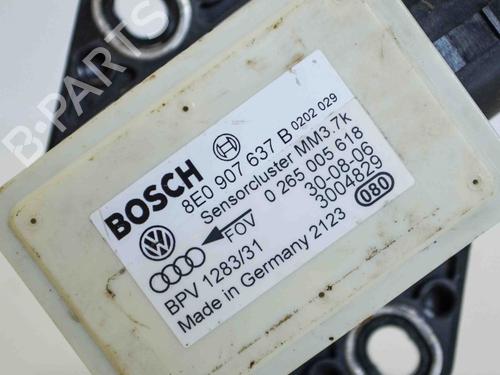 B-PARTS
BOSCH
8E0 907 637 B 0202 029
Sensorcluster MM3.7k
0 265 005 618
FOV
30-08-06
3004829
080
BPV 1283/31
Made in Germany 2123